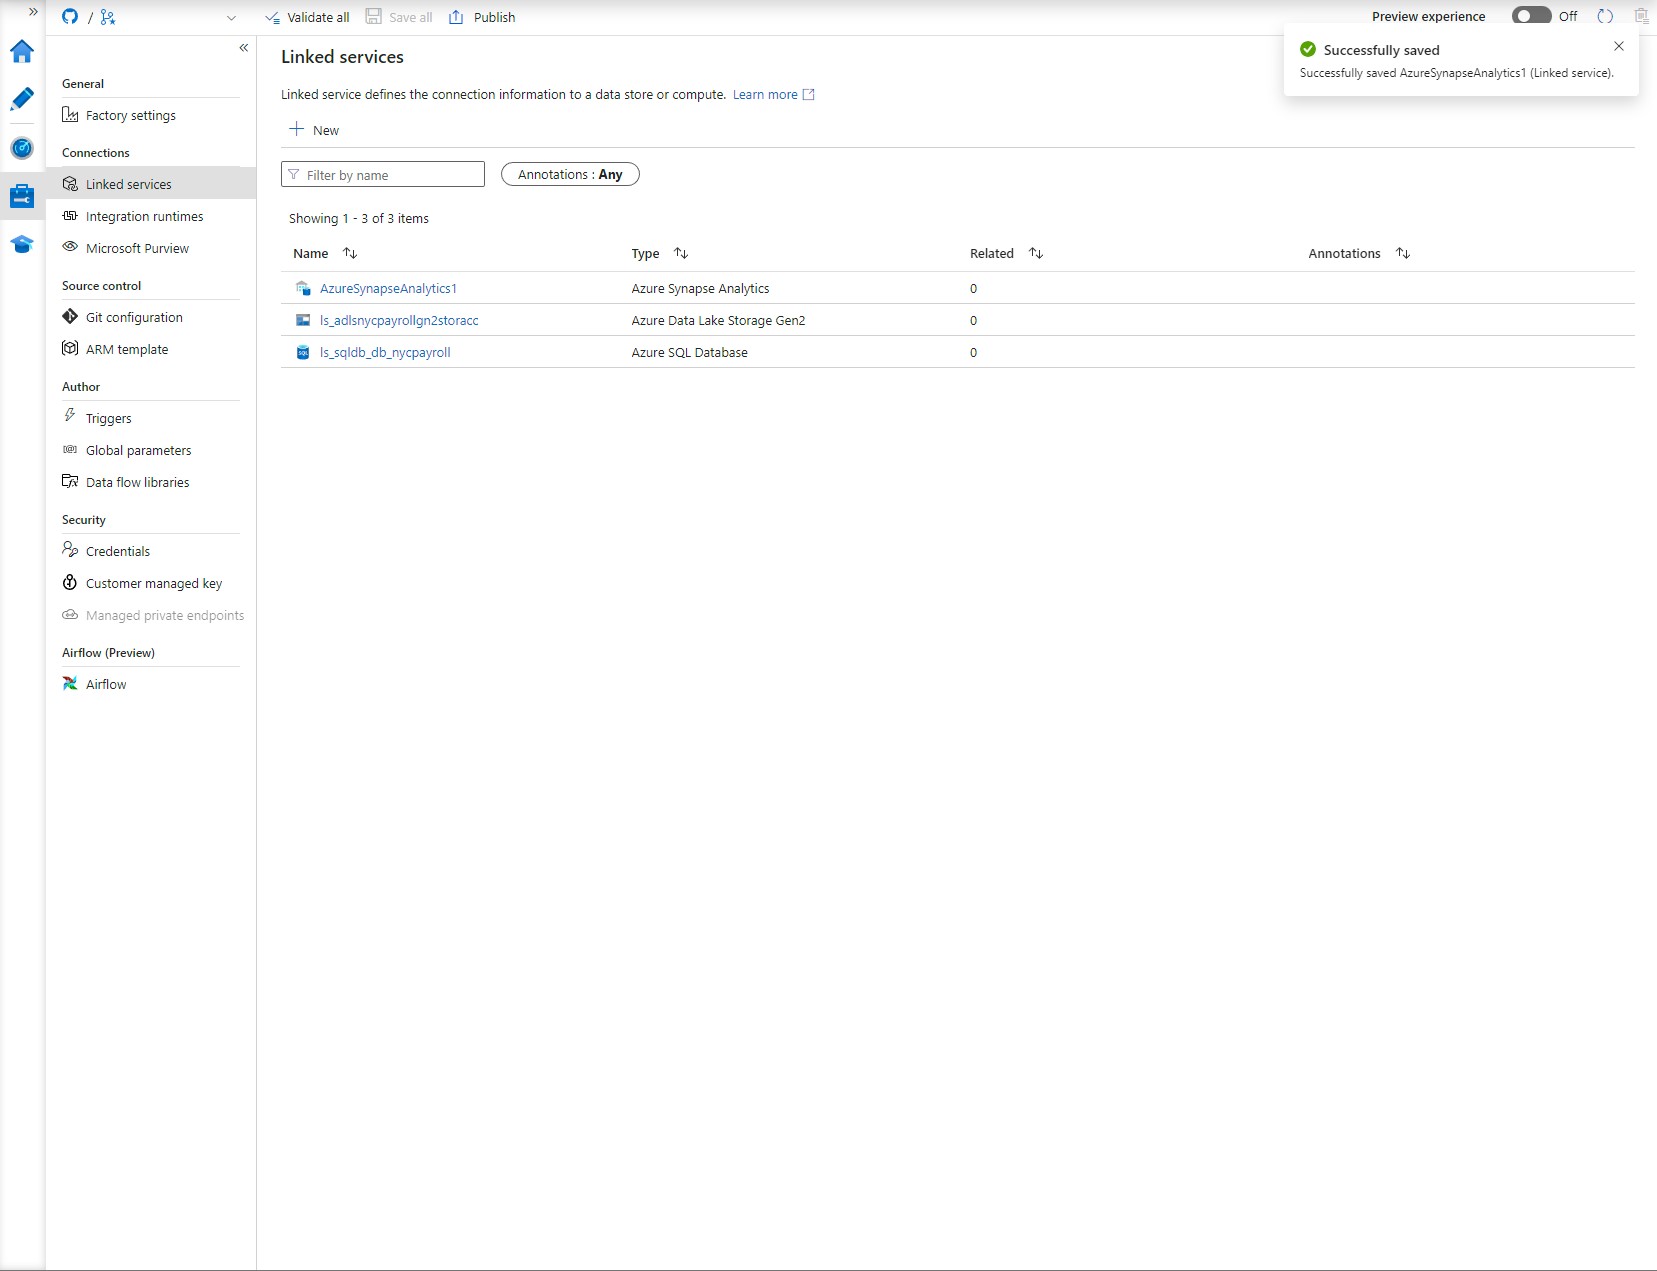 /
Validate all
Save all
Publish
Preview experience
Off
Successfully saved
Successfully saved AzureSynapseAnalytics1 (Linked service).
General
Factory settings
Connections
Linked services
Integration runtimes
Microsoft Purview
Source control
Git configuration
ARM template
Author
Triggers
Global parameters
Data flow libraries
Security
Credentials
Customer managed key
Managed private endpoints
Airflow (Preview)
Airflow
Linked services
Linked service defines the connection information to a data store or compute. Learn more
New
Filter by name
Annotations : Any
Showing 1 - 3 of 3 items
Name Type Related Annotations
AzureSynapseAnalytics1 Azure Synapse Analytics 0
ls_adlsnycpayrollgn2storacc Azure Data Lake Storage Gen2 0
ls_sqldb_db_nycpayroll Azure SQL Database 0